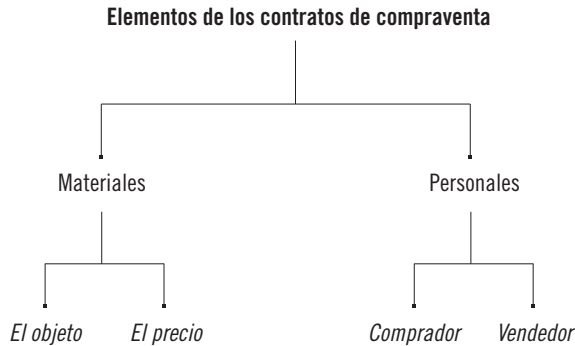 Elementos de los contratos de compraventa
Materiales Personales
El objeto El precio Comprador Vendedor